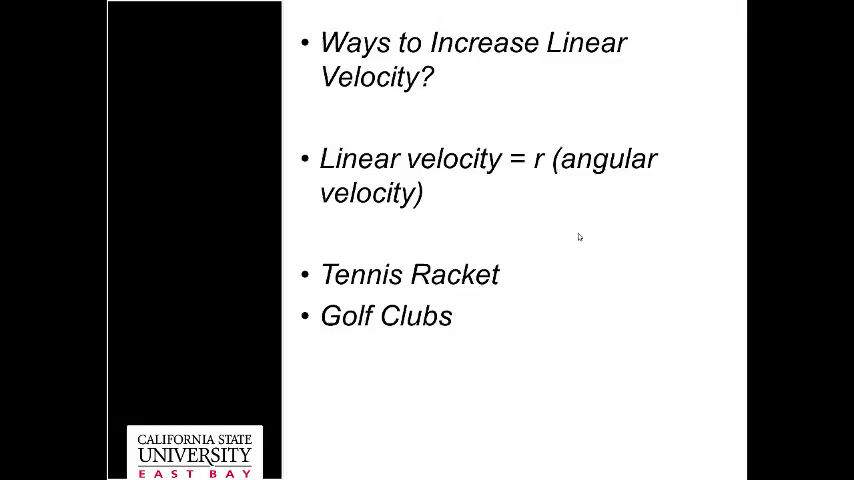 • Ways to Increase Linear
Velocity?
• Linear velocity = r (angular
velocity)
• Tennis Racket
• Golf Clubs
CALIFORNIA STATE
UNIVERSITY
EAST BAY